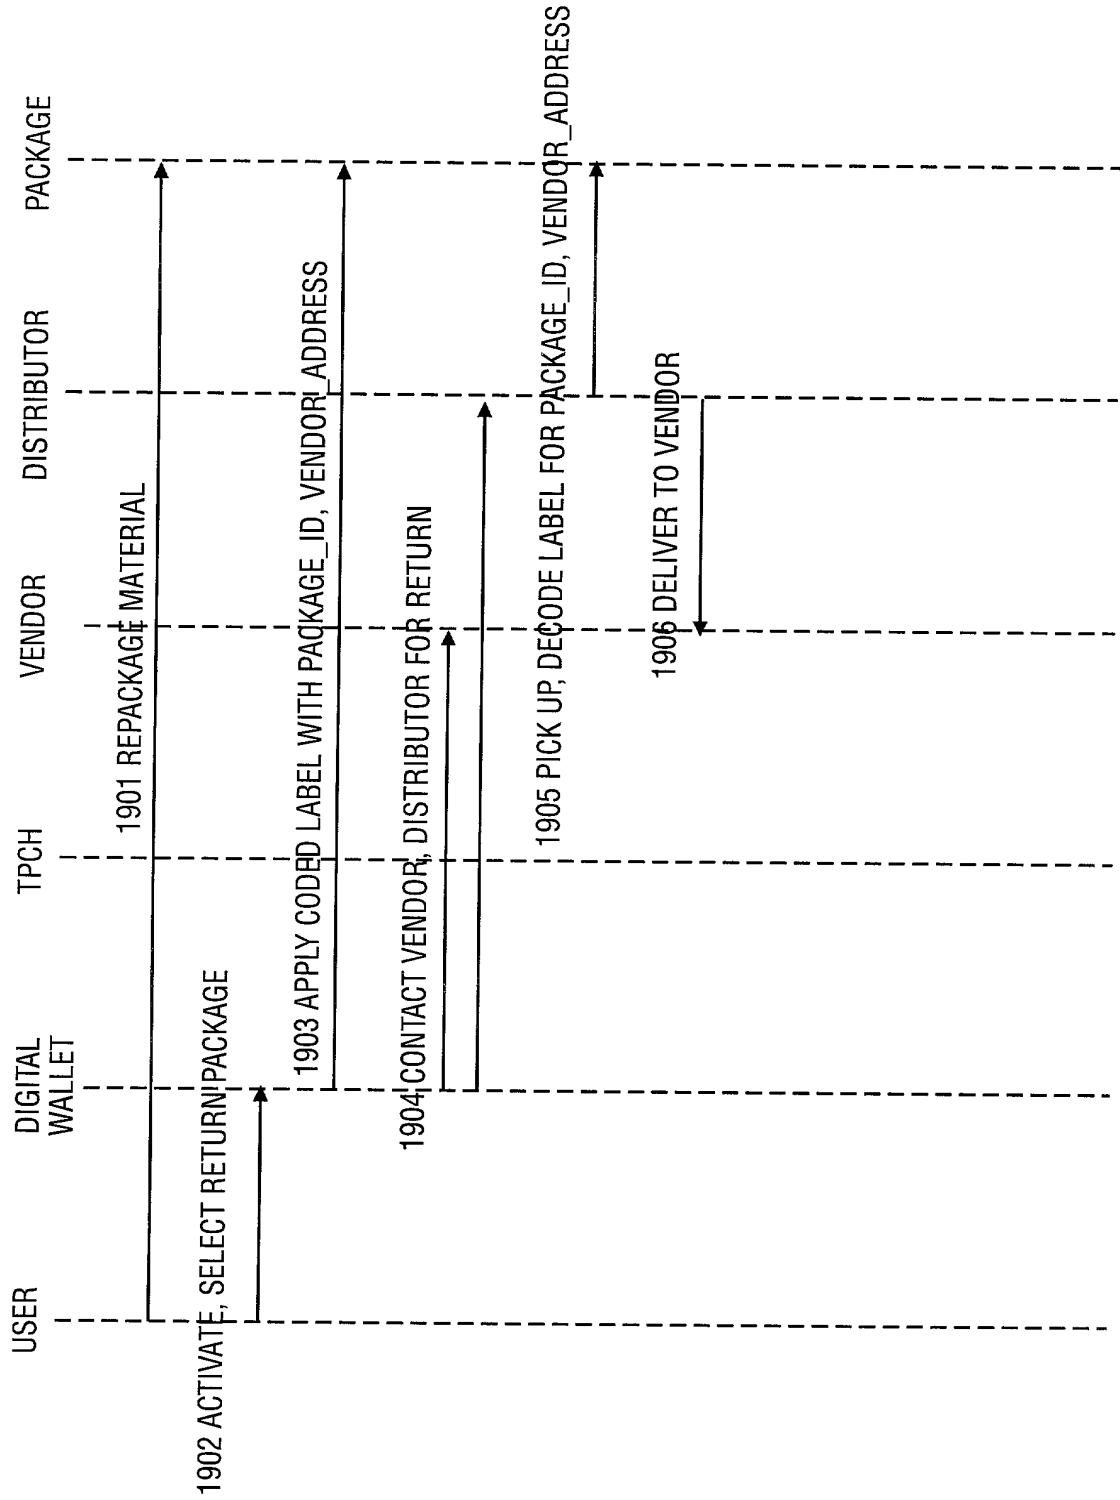 USER
DIGITAL
WALLET
TPCH
VENDOR
DISTRIBUTOR
PACKAGE
1901 REPACKAGE MATERIAL
1902 ACTIVATE, SELECT RETURN PACKAGE
1903 APPLY CODED LABEL WITH PACKAGE_ID, VENDOR_ADDRESS
1904 CONTACT VENDOR, DISTRIBUTOR FOR RETURN
1905 PICK UP, DECODE LABEL FOR PACKAGE_ID, VENDOR_ADDRESS
1906 DELIVER TO VENDOR